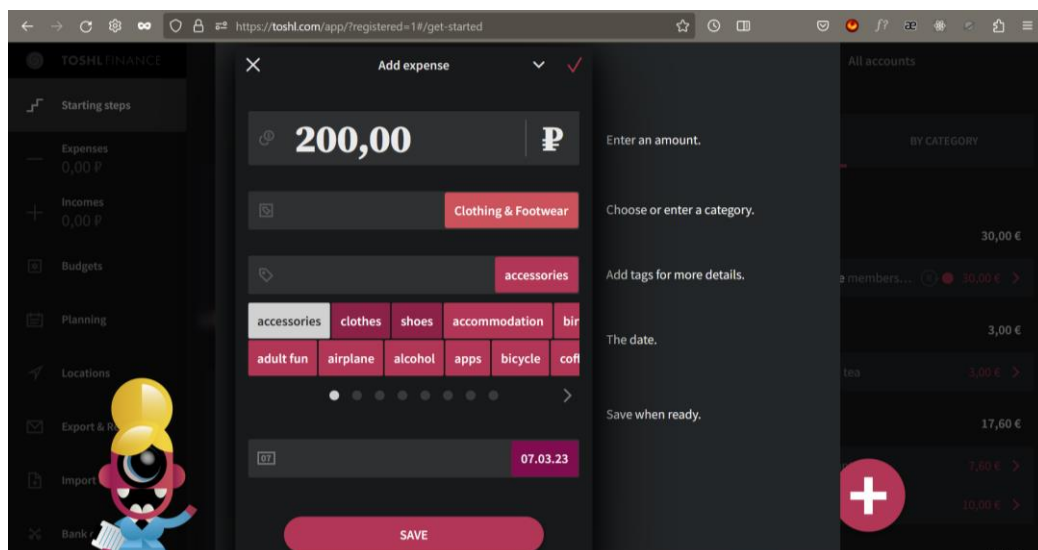 https://toshl.com/app/?registered=1#/get-started
TOSHL FINANCE
Add expense
All accounts
Starting steps
Expenses
0,00 ₽
200,00 ₽
Enter an amount.
BY CATEGORY
Incomes
0,00 ₽
Clothing & Footwear
Choose or enter a category.
30,00 €
Budgets
accessories
Add tags for more details.
members... 30,00 €
Planning
accessories clothes shoes accommodation
The date.
3,00 €
adult fun airplane alcohol apps bicycle
Locations
tea 3,00 €
Save when ready.
Export &
17,60 €
07
07.03.23
7,60 €
Import
10,00 €
Bank
SAVE